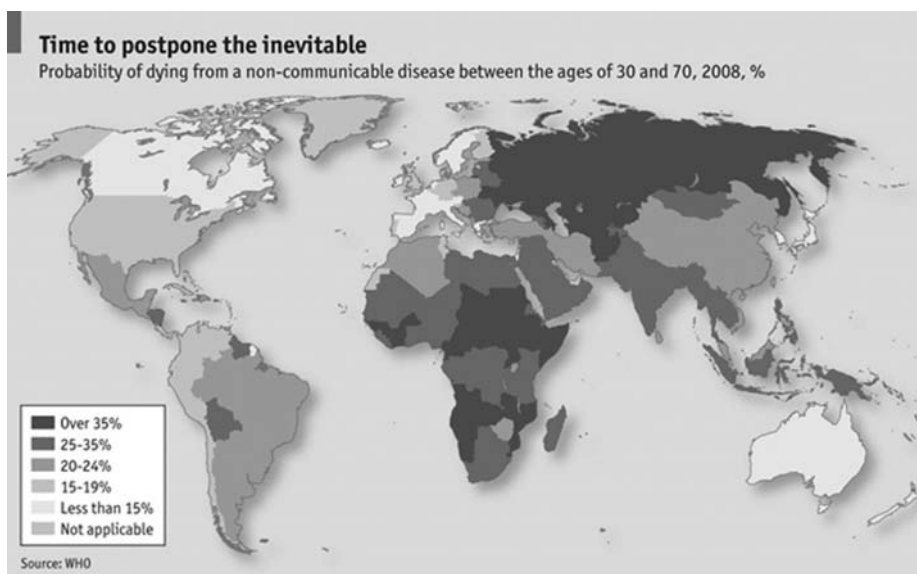 Time to postpone the inevitable
Probability of dying from a non-communicable disease between the ages of 30 and 70, 2008, %
Over 35%
25-35%
20-24%
15-19%
Less than 15%
Not applicable
Source: WHO